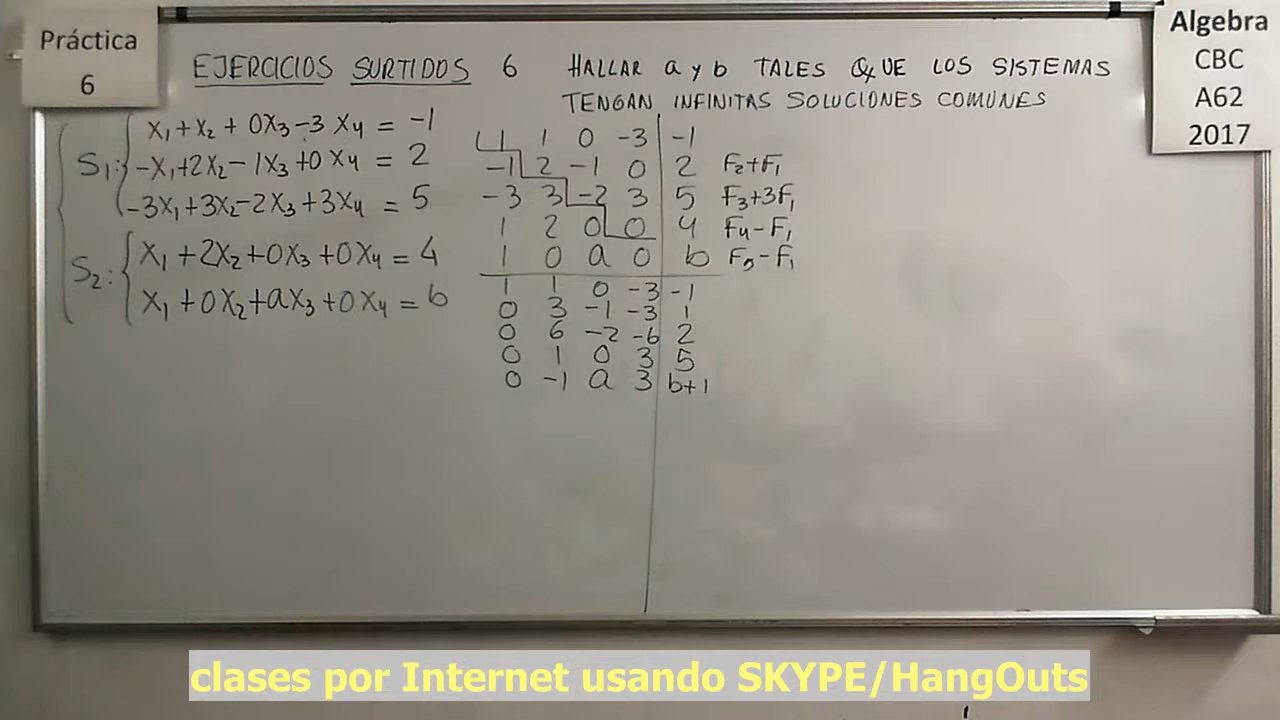 Práctica
6
EJERCICIOS SURTIDOS 6 HALLAR a y b TALES QUE LOS SISTEMAS
TENGAN INFINITAS SOLUCIONES COMUNES
Algebra
CBC
A62
2017
S1:
x1+x2+0x3-3x4=-1
-x1+2x2-1x3+0x4=2
-3x1+3x2-2x3+3x4=5
S2:
x1+2x2+0x3+0x4=4
x1+0x2+ax3+0x4=b
1 1 0 -3 -1
-1 2 -1 0 2 F2+F1
-3 3 -2 3 5 F3+3F1
1 2 0 0 4 F4-F1
1 0 a 0 b F5-F1
1 1 0 -3 -1
0 3 -1 -3 1
0 6 -2 -6 2
0 1 0 3 5
0 -1 a 3 b+1
clases por Internet usando SKYPE/HangOuts